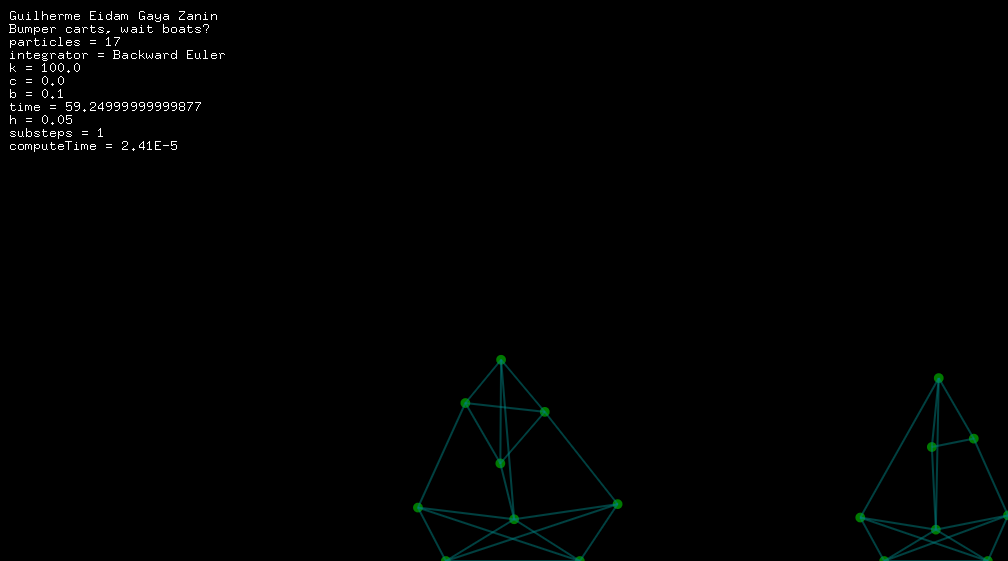 Guilherme Eidam Gaya Zanin
Bumper carts, wait boats?
particles = 17
integrator = Backward Euler
k = 100.0
c = 0.0
b = 0.1
time = 59.24999999999877
h = 0.05
substeps = 1
computeTime = 2.41E-5